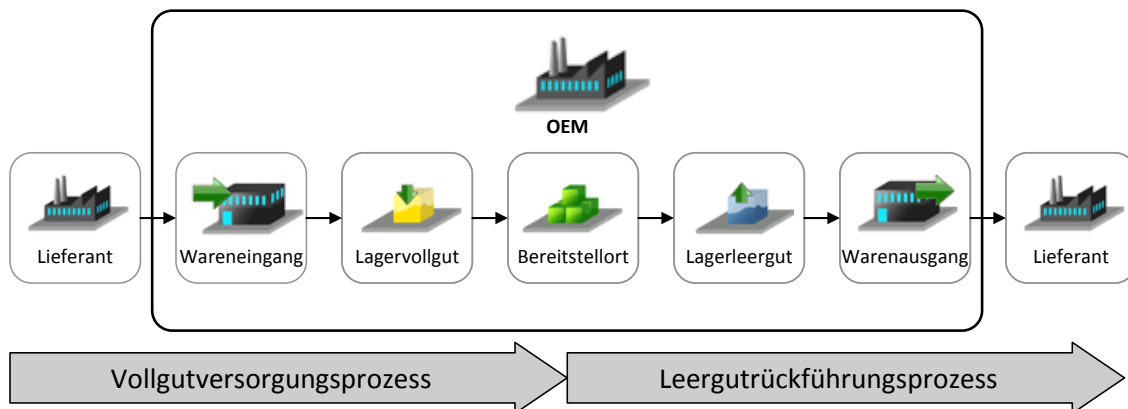 OEM
Lieferant
Wareneingang
Lagervollgut
Bereitstellort
Lagerleergut
Warenausgang
Lieferant
Vollgutversorgungsprozess
Leergutrückführungsprozess